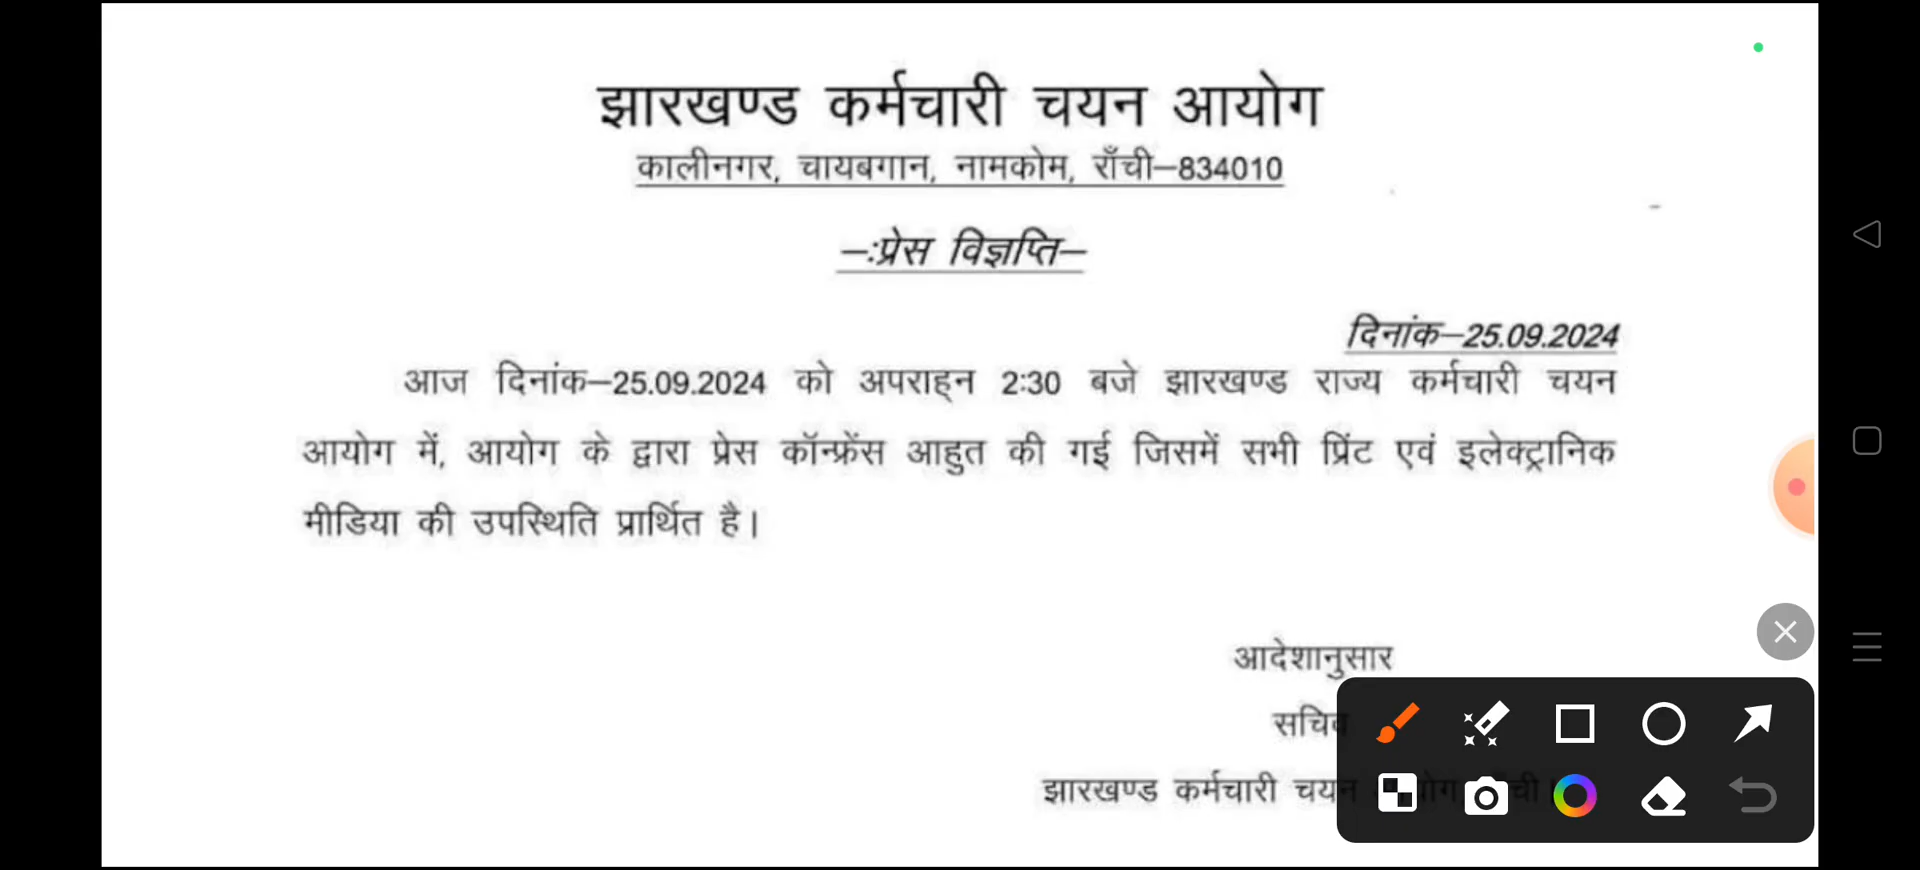 झारखण्ड कर्मचारी चयन आयोग
कालीनगर, चायबगान, नामकोम, राँची–834010
–:प्रेस विज्ञप्ति–
दिनांक–25.09.2024
आज दिनांक–25.09.2024 को अपराह्न 2:30 बजे झारखण्ड राज्य कर्मचारी चयन
आयोग में, आयोग के द्वारा प्रेस कॉन्फ्रेंस आहुत की गई जिसमें सभी प्रिंट एवं इलेक्ट्रानिक
मीडिया की उपस्थिति प्रार्थित है।
आदेशानुसार
सचिव
झारखण्ड कर्मचारी चयन